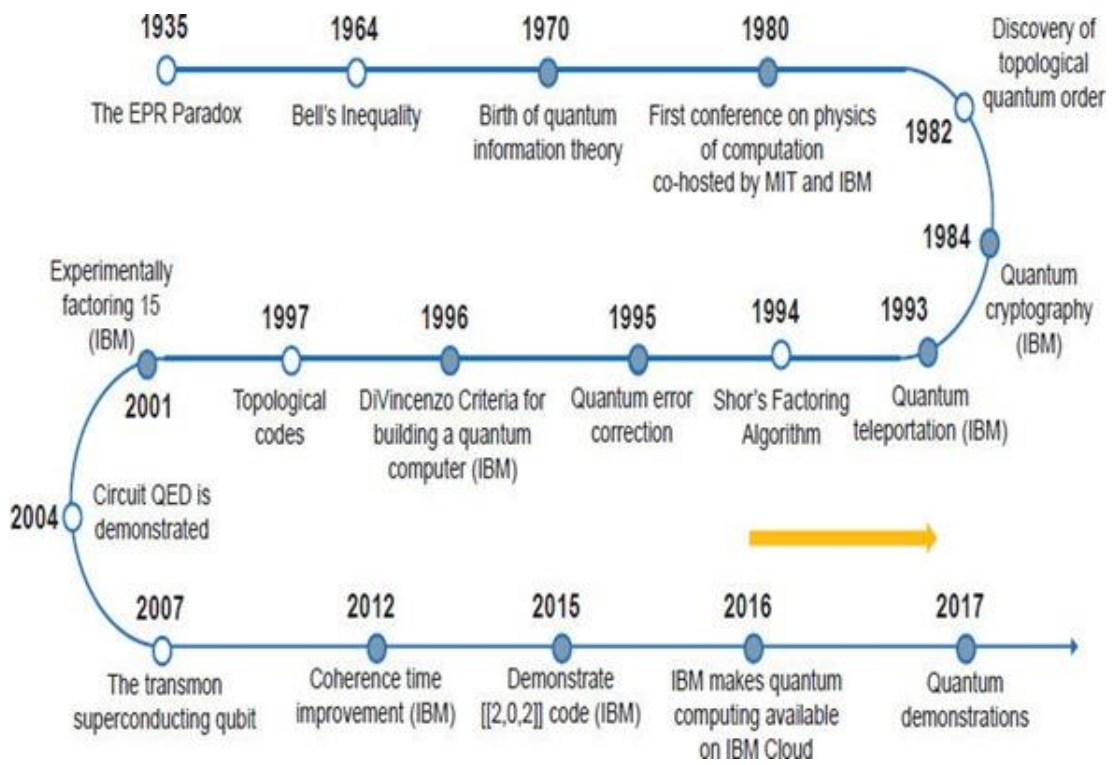 1935
The EPR Paradox
1964
Bell's Inequality
1970
Birth of quantum
information theory
1980
First conference on physics
of computation
co-hosted by MIT and IBM
Discovery of
topological
quantum order
1982
1984
Quantum
cryptography
(IBM)
1993
Quantum
teleportation (IBM)
1994
Shor's Factoring
Algorithm
1995
Quantum error
correction
1996
DiVincenzo Criteria for
building a quantum
computer (IBM)
1997
Topological
codes
Experimentally
factoring 15
(IBM)
2001
2004
Circuit QED is
demonstrated
2007
The transmon
superconducting qubit
2012
Coherence time
improvement (IBM)
2015
Demonstrate
[[2,0,2]] code (IBM)
2016
IBM makes quantum
computing available
on IBM Cloud
2017
Quantum
demonstrations